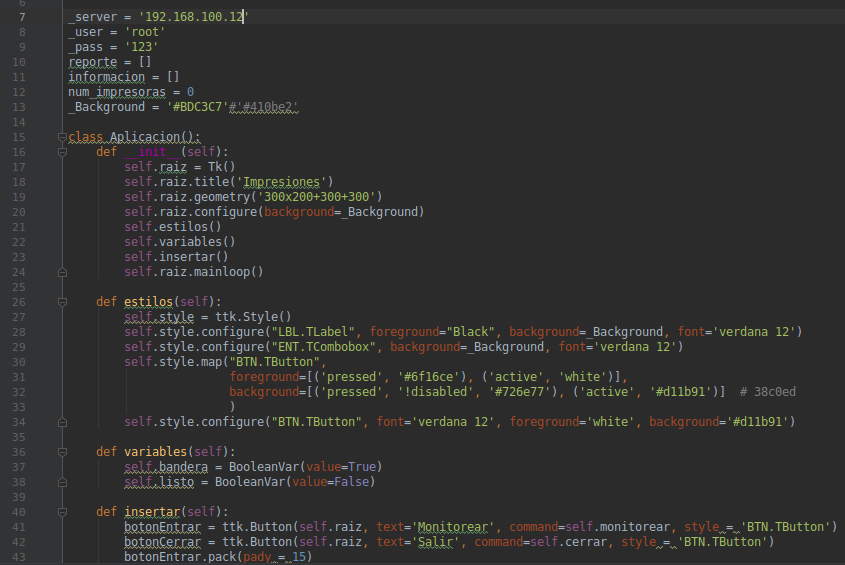 6
7 _server = '192.168.100.12'
8 _user = 'root'
9 _pass = '123'
10 reporte = []
11 informacion = []
12 num_impresoras = 0
13 _Background = '#BDC3C7'#'#410be2'
14
15 class Aplicacion():
16 def __init__(self):
17 self.raiz = Tk()
18 self.raiz.title('Impresiones')
19 self.raiz.geometry('300x200+300+300')
20 self.raiz.configure(background=_Background)
21 self.estilos()
22 self.variables()
23 self.insertar()
24 self.raiz.mainloop()
25
26 def estilos(self):
27 self.style = ttk.Style()
28 self.style.configure("LBL.TLabel", foreground="Black", background=_Background, font='verdana 12')
29 self.style.configure("ENT.TCombobox", background=_Background, font='verdana 12')
30 self.style.map("BTN.TButton",
31 foreground=[('pressed', '#6f16ce'), ('active', 'white')],
32 background=[('pressed', '!disabled', '#726e77'), ('active', '#d11b91')] # 38c0ed
33 )
34 self.style.configure("BTN.TButton", font='verdana 12', foreground='white', background='#d11b91')
35
36 def variables(self):
37 self.bandera = BooleanVar(value=True)
38 self.listo = BooleanVar(value=False)
39
40 def insertar(self):
41 botonEntrar = ttk.Button(self.raiz, text='Monitorear', command=self.monitorear, style = 'BTN.TButton')
42 botonCerrar = ttk.Button(self.raiz, text='Salir', command=self.cerrar, style = 'BTN.TButton')
43 botonEntrar.pack(pady = 15)